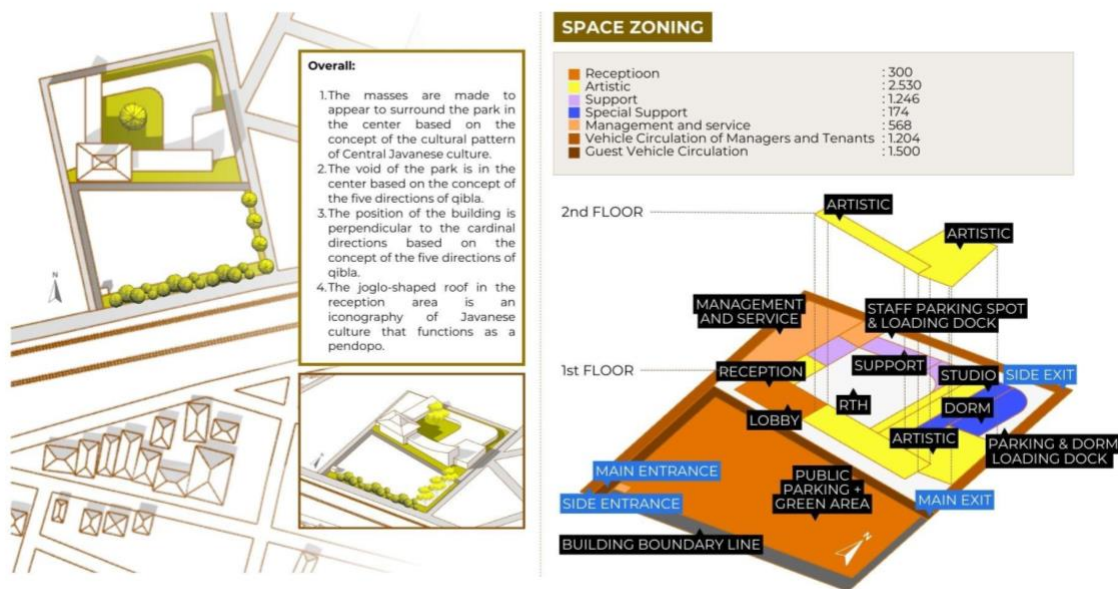 Overall:
1.The masses are made to
appear to surround the park in
the center based on the
concept of the cultural pattern
of Central Javanese culture.
2.The void of the park is in the
center based on the concept of
the five directions of qibla.
3.The position of the building is
perpendicular to the cardinal
directions based on the
concept of the five directions of
qibla.
4.The joglo-shaped roof in the
reception area is an
iconography of Javanese
culture that functions as a
pendopo.
N
SPACE ZONING
Receptioon : 300
Artistic : 2.530
Support : 1.246
Special Support : 174
Management and service : 568
Vehicle Circulation of Managers and Tenants : 1.204
Guest Vehicle Circulation : 1.500
2nd FLOOR
ARTISTIC
ARTISTIC
MANAGEMENT
AND SERVICE
STAFF PARKING SPOT
& LOADING DOCK
1st FLOOR
RECEPTION
SUPPORT
STUDIO
SIDE EXIT
RTH
DORM
LOBBY
ARTISTIC
PARKING & DORM
LOADING DOCK
MAIN ENTRANCE
SIDE ENTRANCE
PUBLIC
PARKING +
GREEN AREA
MAIN EXIT
BUILDING BOUNDARY LINE
N